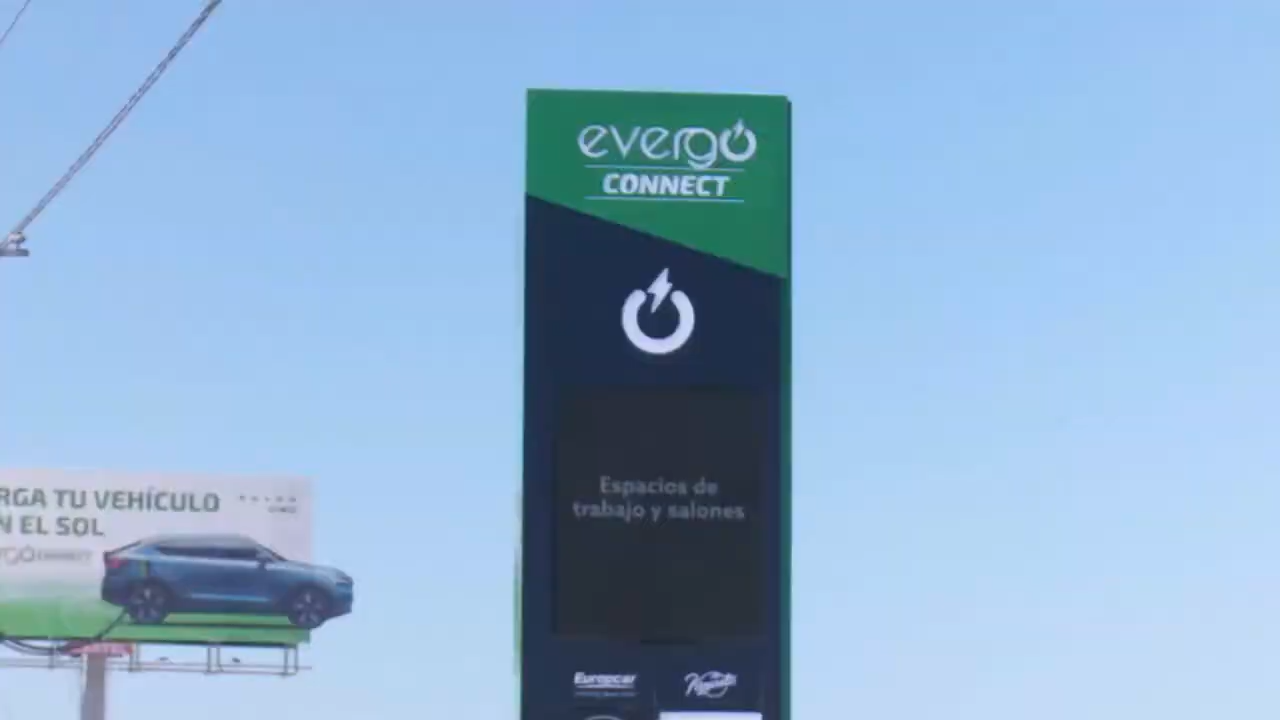 evergo
CONNECT
Espacios de
trabajo y salones
Europcar
RGA TU VEHÍCULO
N EL SOL